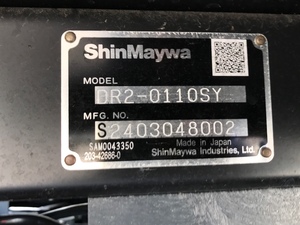 ShinMaywa
MODEL
DR2-0110SY
MFG. NO.
S2403048002
SAM0043350
203-42686-0
Made in Japan
ShinMaywa Industries, Ltd.